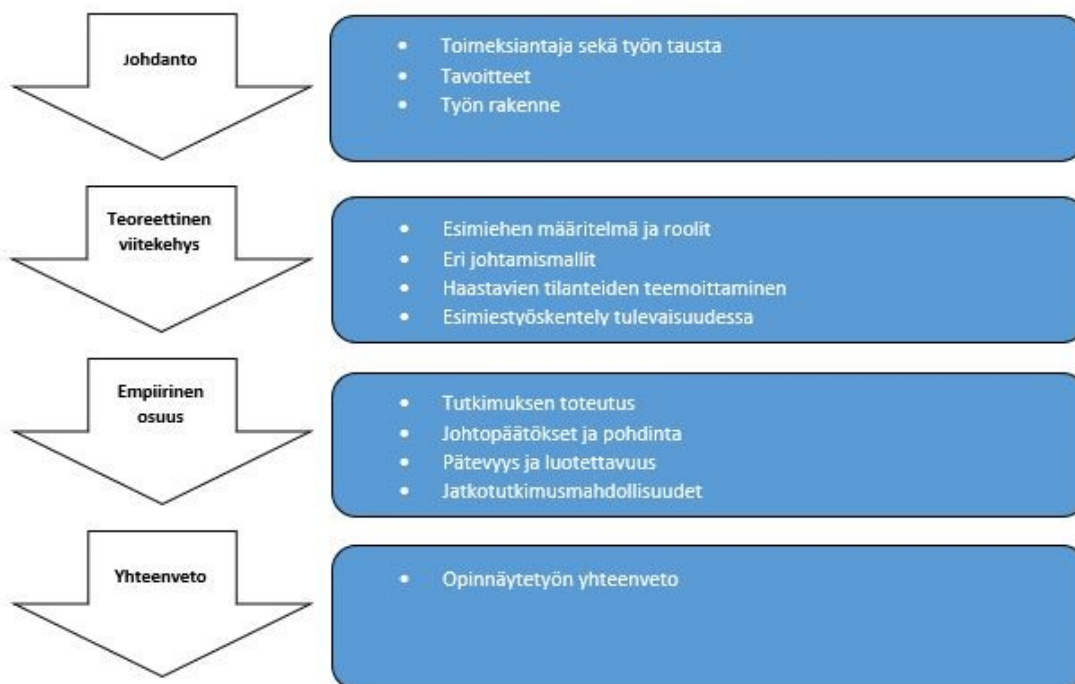 Johdanto
• Toimeksiantaja sekä työn tausta
• Tavoitteet
• Työn rakenne
Teoreettinen
viitekehys
• Esimiehen määritelmä ja roolit
• Eri johtamismallit
• Haastavien tilanteiden teemoittaminen
• Esimiestyöskentely tulevaisuudessa
Empiirinen
osuus
• Tutkimuksen toteutus
• Johtopäätökset ja pohdinta
• Pätevyys ja luotettavuus
• Jatkotutkimusmahdollisuudet
Yhteenveto
• Opinnäytetyön yhteenveto